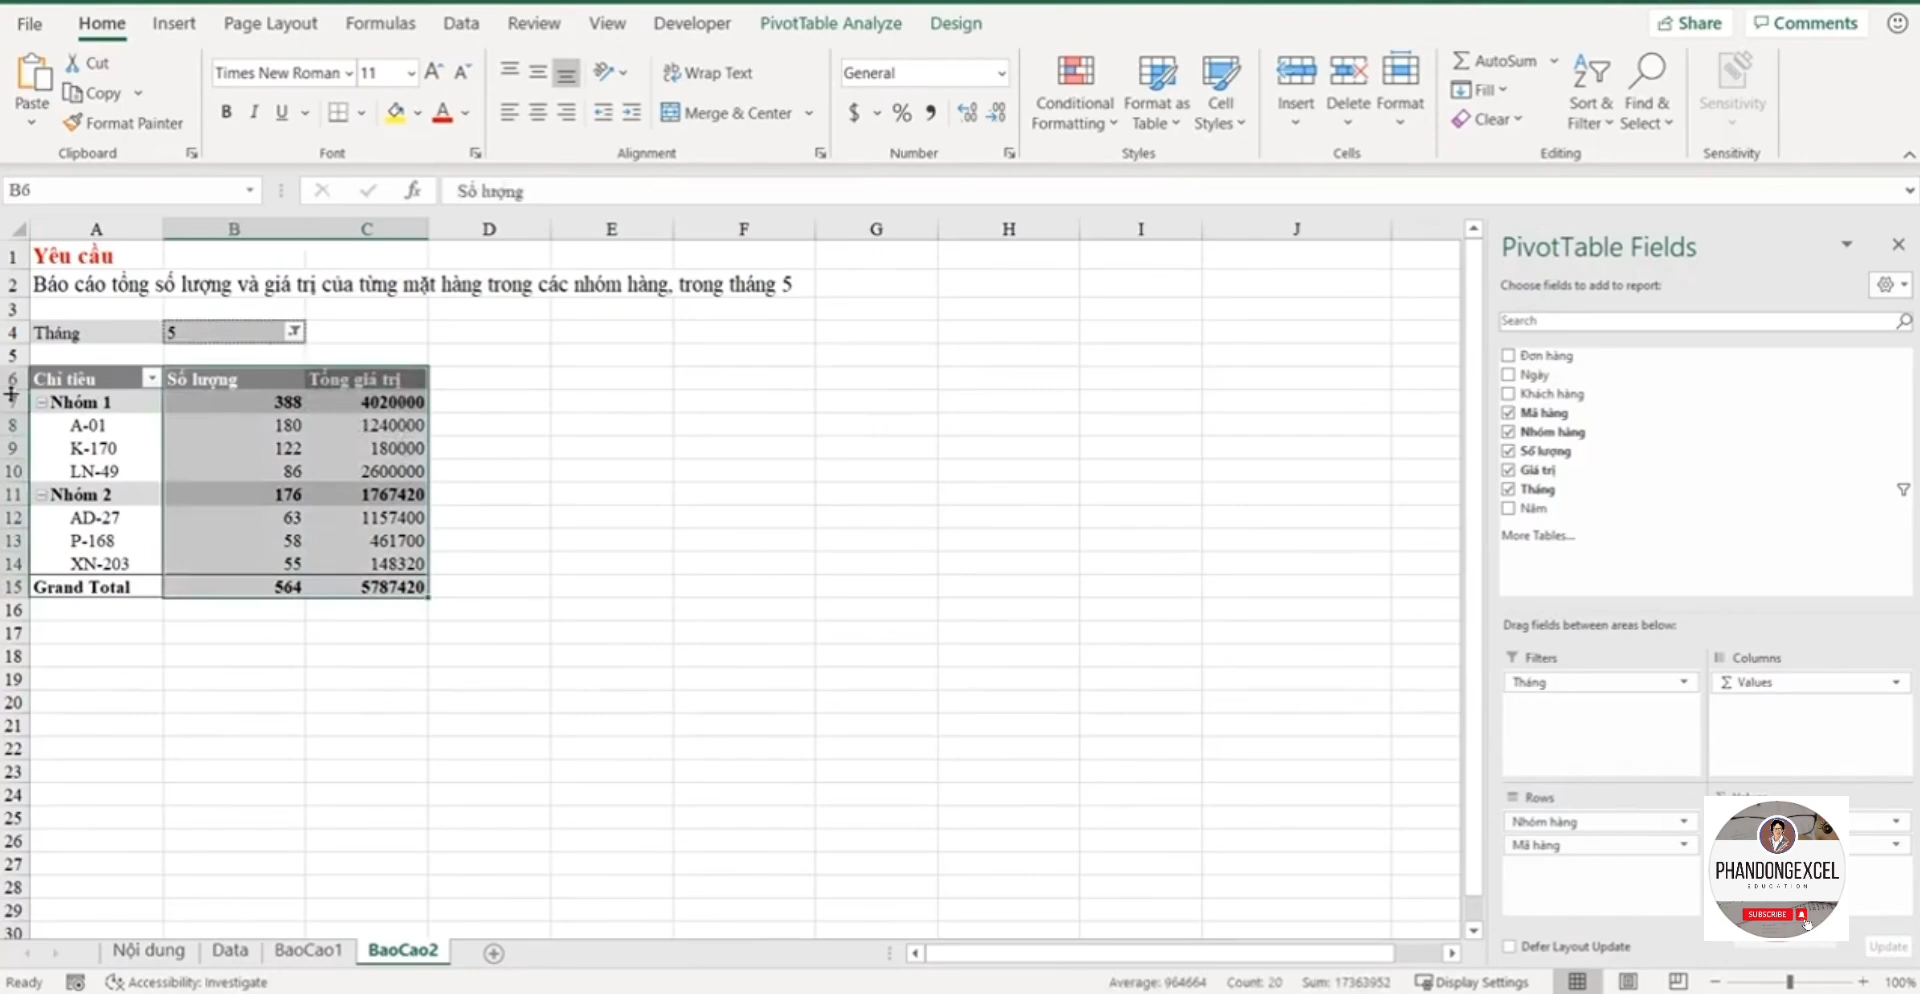 File Home Insert Page Layout Formulas Data Review View Developer PivotTable Analyze Design Share Comments
Cut
Copy
Format Painter
Paste
Clipboard
Times New Roman 11
B I U
Font
Wrap Text
Merge & Center
Alignment
General
$ % ,
Number
Conditional Formatting
Format as Table
Cell Styles
Styles
Insert Delete Format
Cells
AutoSum
Fill
Clear
Sort & Filter
Find & Select
Editing
Sensitivity
Sensitivity
B6 fx Số lượng
A B C D E F G H I J
1 Yêu cầu
2 Báo cáo tổng số lượng và giá trị của từng mặt hàng trong các nhóm hàng, trong tháng 5
3
4 Tháng 5
5
6 Chỉ tiêu Số lượng Tổng giá trị
7 Nhóm 1 388 4020000
8 A-01 180 1240000
9 K-170 122 180000
10 LN-49 86 2600000
11 Nhóm 2 176 1767420
12 AD-27 63 1157400
13 P-168 58 461700
14 XN-203 55 148320
15 Grand Total 564 5787420
16
17
18
19
20
21
22
23
24
25
26
27
28
29
30
Nội dung Data BaoCao1 BaoCao2
Ready Accessibility: Investigate Average: 964664 Count: 20 Sum: 17363952 Display Settings 100%
PivotTable Fields
Choose fields to add to report:
Search
Đơn hàng
Ngày
Khách hàng
Mã hàng
Nhóm hàng
Số lượng
Giá trị
Tháng
Năm
More Tables...
Drag fields between areas below:
Filters
Tháng
Columns
Σ Values
Rows
Nhóm hàng
Mã hàng
PHANDONGEXCEL
EDUCATION
SUBSCRIBE
Defer Layout Update
Update